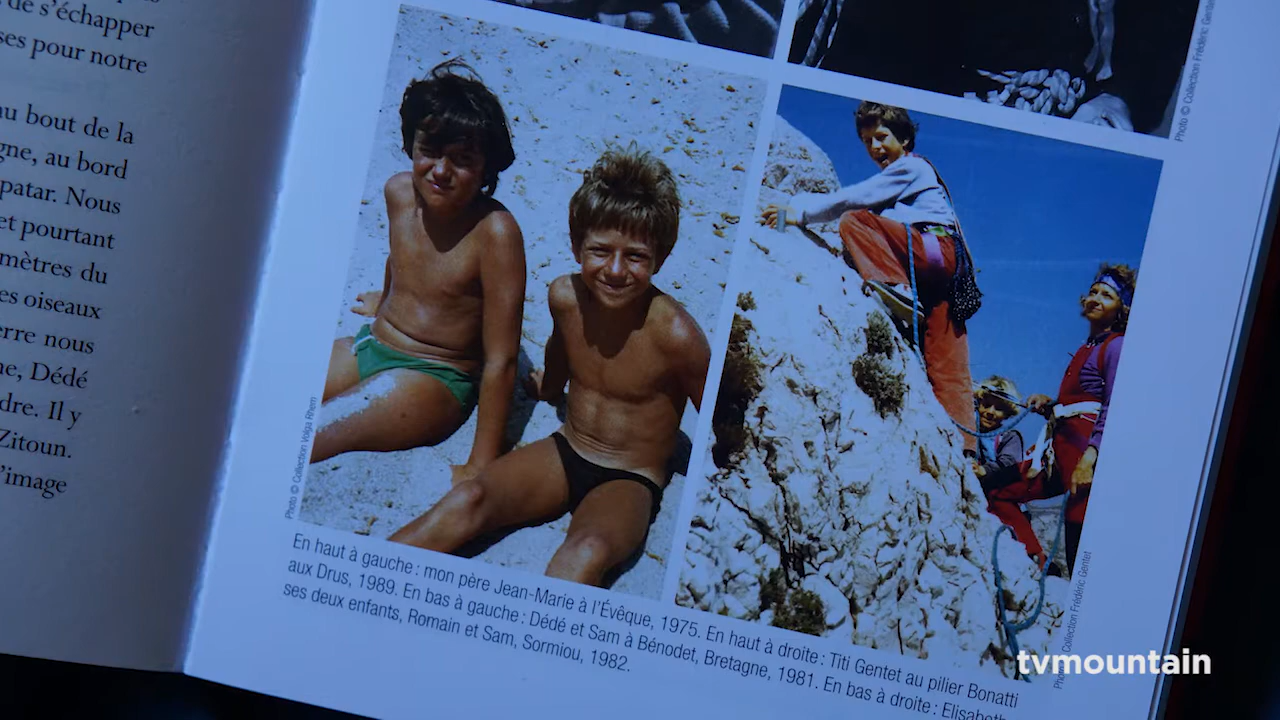 de s'échapper
ses pour notre
au bout de la
gne, au bord
patar. Nous
et pourtant
mètres du
es oiseaux
erre nous
ne, Dédé
dre. Il y
Zitoun.
l'image
Photo © Collection Frédéric Gentet
Photo © Collection Volga Rhem
Collection Frédéric Gentet
En haut à gauche : mon père Jean-Marie à l'Évêque, 1975. En haut à droite : Titi Gentet au pilier Bonatti
aux Drus, 1989. En bas à gauche : Dédé et Sam à Bénodet, Bretagne, 1981. En bas à droite : Elisabeth
ses deux enfants, Romain et Sam, Sormiou, 1982.
tvmountain